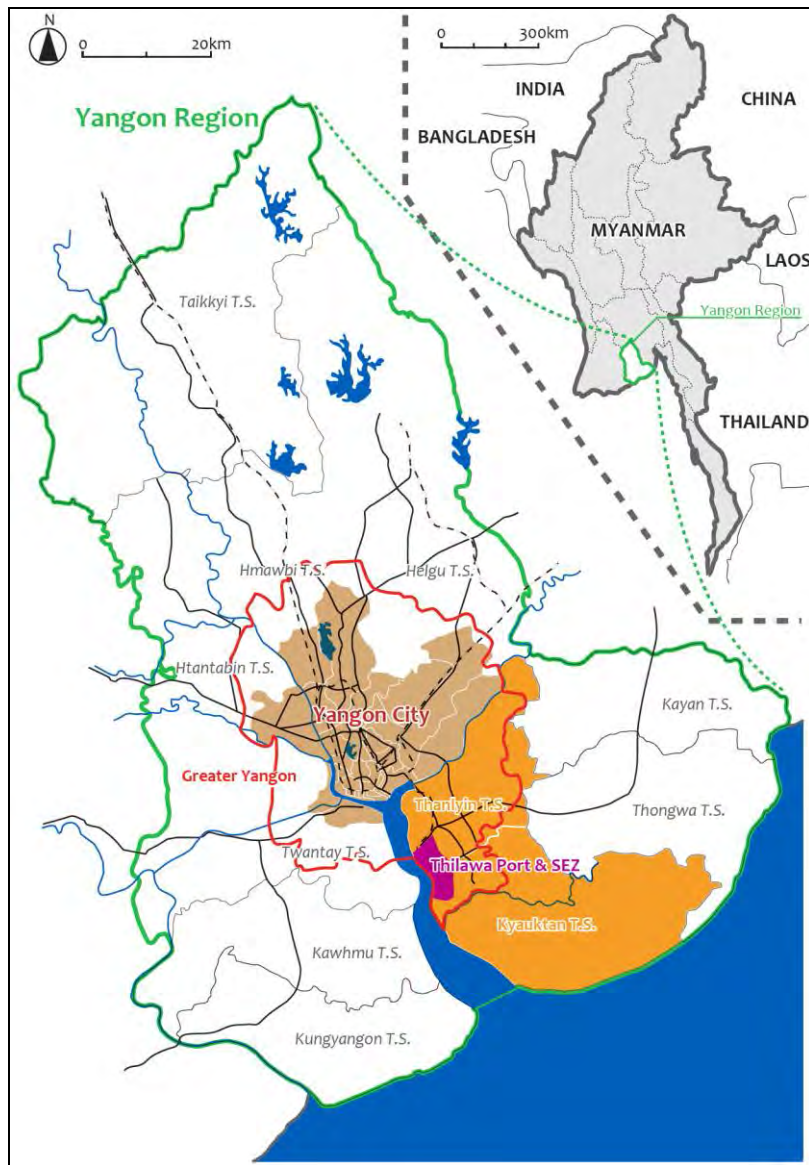 N
0 20km
0 300km
INDIA
CHINA
BANGLADESH
MYANMAR
LAOS
Yangon Region
THAILAND
Yangon Region
Taikkyi T.S.
Hmawbi T.S.
Helgu T.S.
Htantabin T.S.
Yangon City
Kayan T.S.
Greater Yangon
Thanlyin T.S.
Thongwa T.S.
Twantay T.S.
Thilawa Port & SEZ
Kyauktan T.S.
Kawhmu T.S.
Kungyangon T.S.